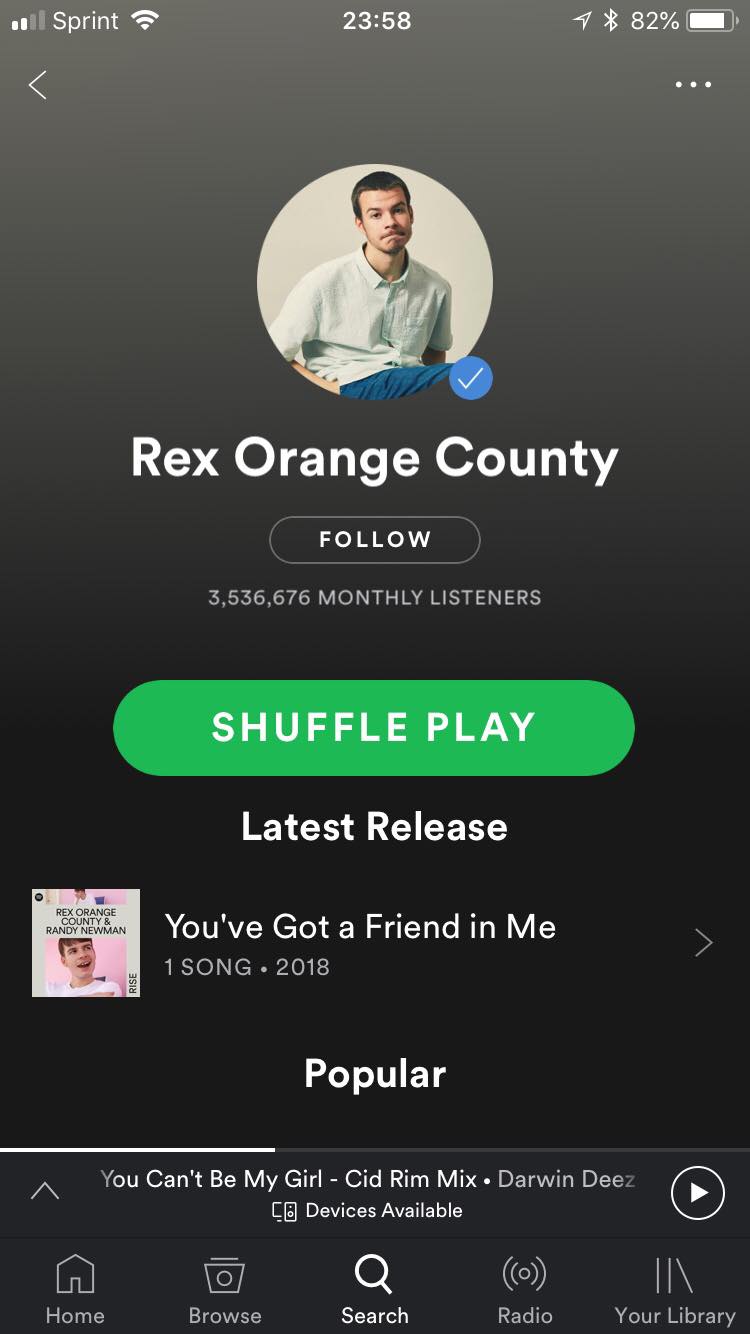 Sprint 23:58 82%
Rex Orange County
FOLLOW
3,536,676 MONTHLY LISTENERS
SHUFFLE PLAY
Latest Release
REX ORANGE
COUNTY &
RANDY NEWMAN
RISE
You've Got a Friend in Me
1 SONG • 2018
Popular
You Can't Be My Girl - Cid Rim Mix • Darwin Deez
Devices Available
Home Browse Search Radio Your Library